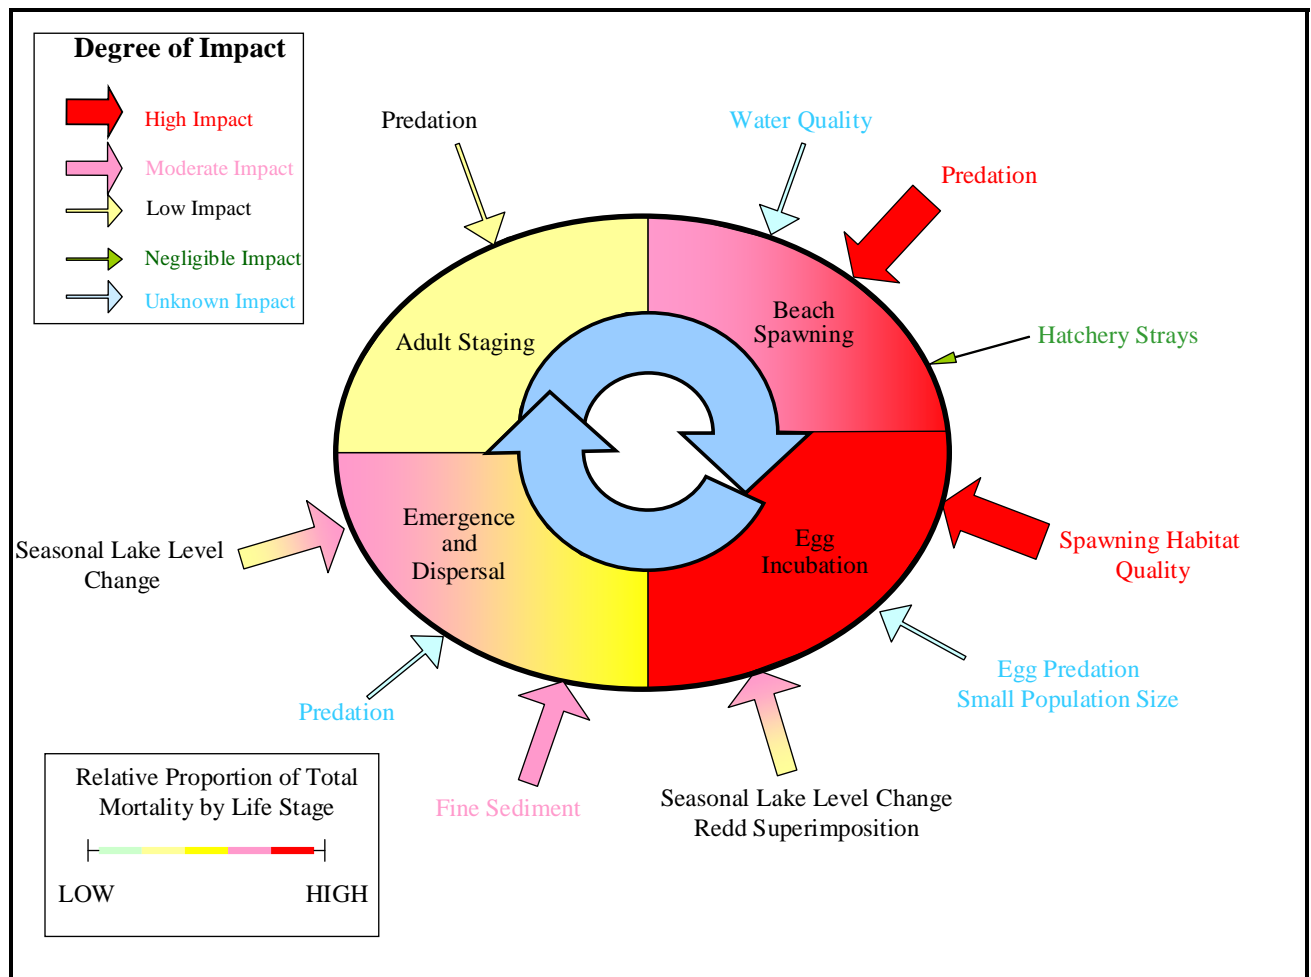 Degree of Impact
High Impact
Moderate Impact
Low Impact
Negligible Impact
Unknown Impact
Predation
Water Quality
Predation
Hatchery Strays
Adult Staging
Beach
Spawning
Emergence
and
Dispersal
Egg
Incubation
Seasonal Lake Level
Change
Spawning Habitat
Quality
Egg Predation
Small Population Size
Predation
Fine Sediment
Seasonal Lake Level Change
Redd Superimposition
Relative Proportion of Total
Mortality by Life Stage
LOW HIGH